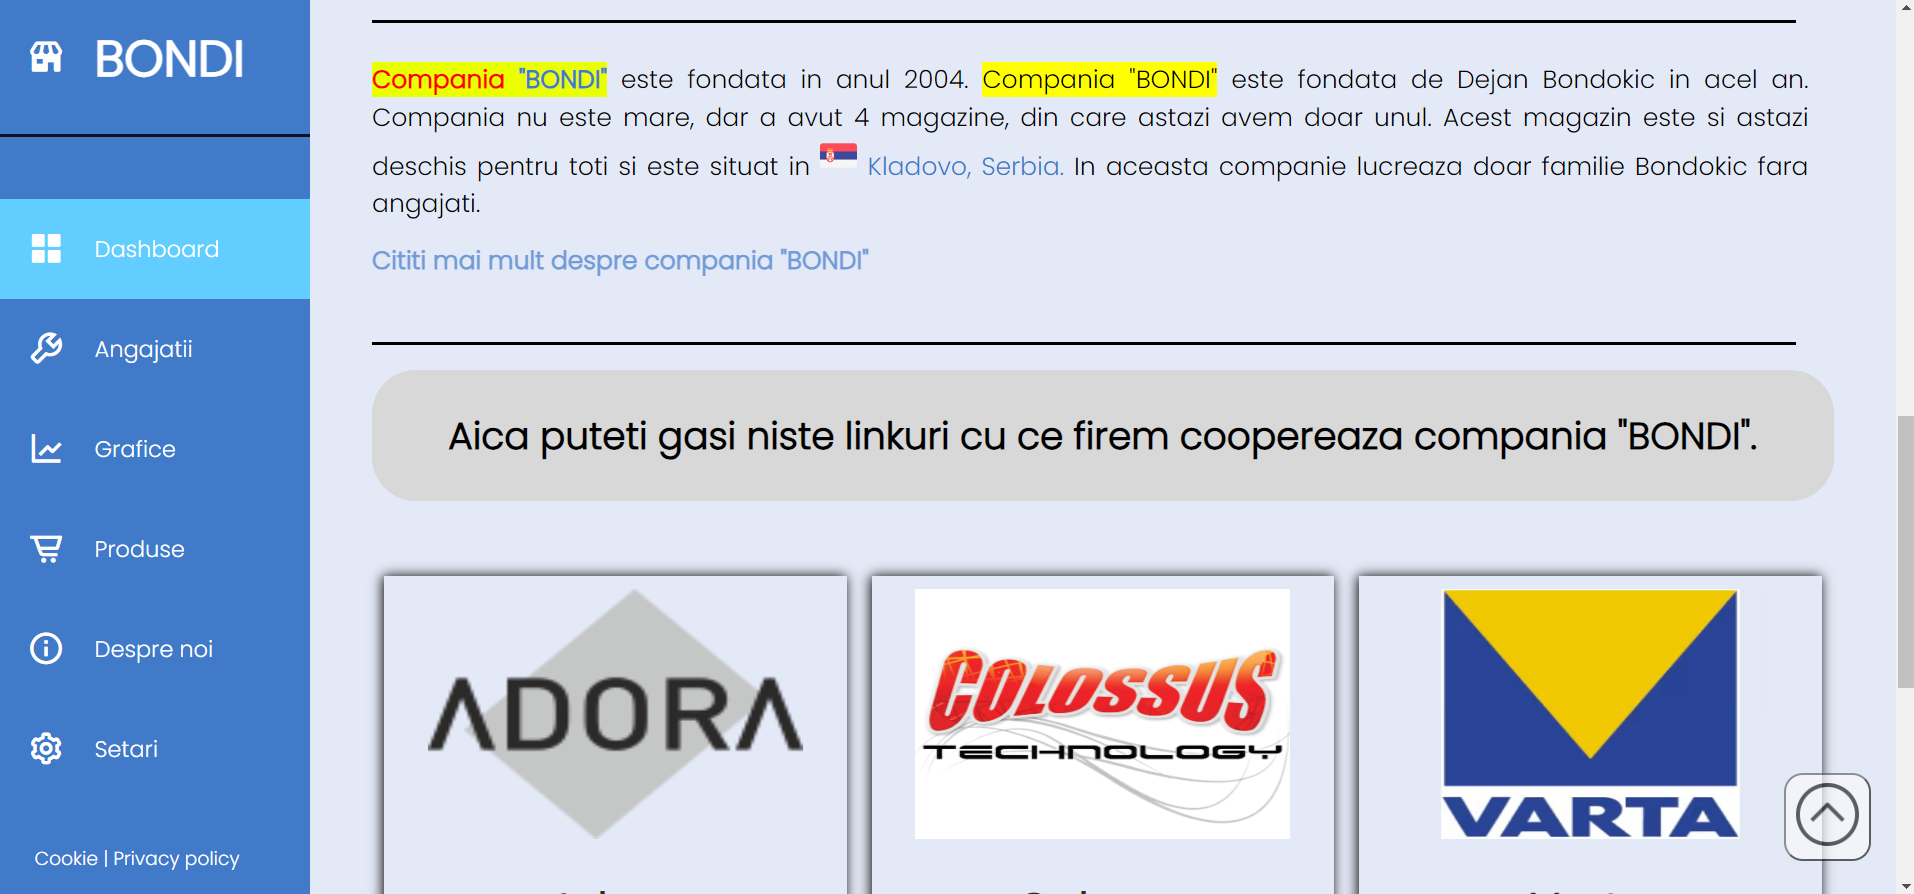 BONDI
Dashboard
Angajatii
Grafice
Produse
Despre noi
Setari
Cookie | Privacy policy
Compania "BONDI" este fondata in anul 2004. Compania "BONDI" este fondata de Dejan Bondokic in acel an.
Compania nu este mare, dar a avut 4 magazine, din care astazi avem doar unul. Acest magazin este si astazi
deschis pentru toti si este situat in Kladovo, Serbia. In aceasta companie lucreaza doar familie Bondokic fara
angajati.
Cititi mai mult despre compania "BONDI"
Aica puteti gasi niste linkuri cu ce firem coopereaza compania "BONDI".
ADORA
COLOSSUS
TECHNOLOGY
VARTA